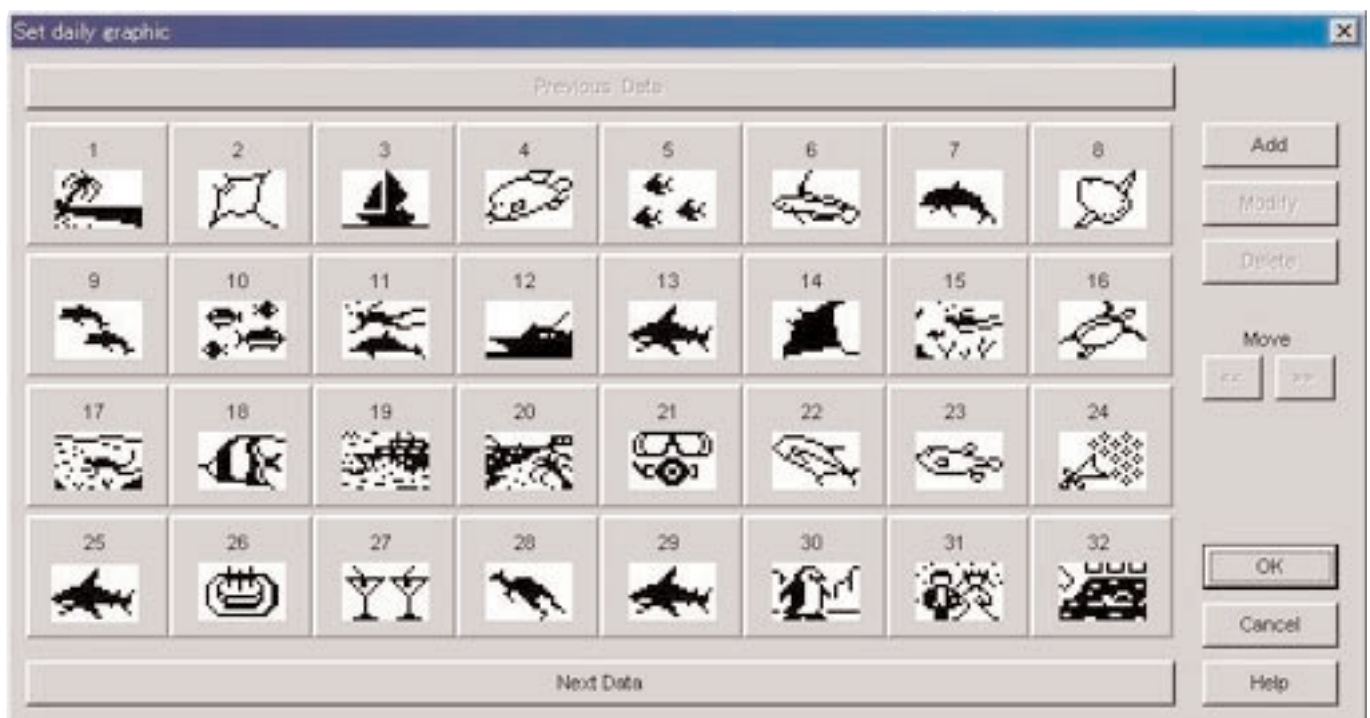 Set daily graphic
Previous Data
1 2 3 4 5 6 7 8
Add
Modify
Delete
9 10 11 12 13 14 15 16
Move
<< >>
17 18 19 20 21 22 23 24
25 26 27 28 29 30 31 32
OK
Cancel
Next Data
Help